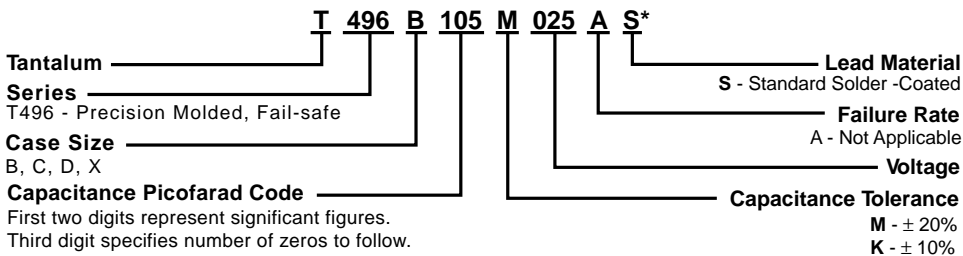 T 496 B 105 M 025 A S*
Tantalum
Series
T496 - Precision Molded, Fail-safe
Case Size
B, C, D, X
Capacitance Picofarad Code
First two digits represent significant figures.
Third digit specifies number of zeros to follow.
Lead Material
S - Standard Solder -Coated
Failure Rate
A - Not Applicable
Voltage
Capacitance Tolerance
M - ± 20%
K - ± 10%